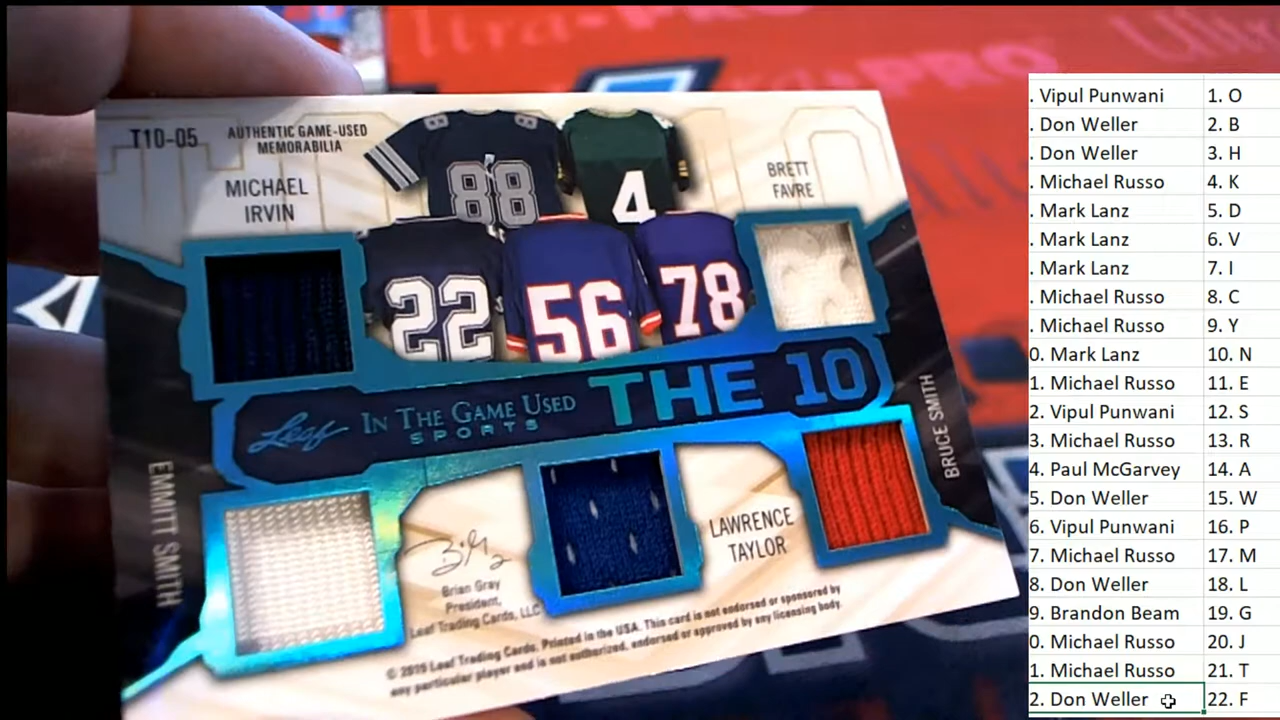 Ultra-PRO
PRO
Ultr
T10-05
AUTHENTIC GAME-USED
MEMORABILIA
MICHAEL
IRVIN
BRETT
FAVRE
88
88
88
4
22
56
78
Leaf
IN THE GAME USED
SPORTS
THE 10
EMMITT SMITH
BRUCE SMITH
LAWRENCE
TAYLOR
Brian Gray
President,
Leaf Trading Cards, LLC
© 2019 Leaf Trading Cards. Printed in the USA. This card is not endorsed or sponsored by
any particular player and is not authorized, endorsed or approved by any licensing body.
. Vipul Punwani 1. O
. Don Weller 2. B
. Don Weller 3. H
. Michael Russo 4. K
. Mark Lanz 5. D
. Mark Lanz 6. V
. Mark Lanz 7. I
. Michael Russo 8. C
. Michael Russo 9. Y
0. Mark Lanz 10. N
1. Michael Russo 11. E
2. Vipul Punwani 12. S
3. Michael Russo 13. R
4. Paul McGarvey 14. A
5. Don Weller 15. W
6. Vipul Punwani 16. P
7. Michael Russo 17. M
8. Don Weller 18. L
9. Brandon Beam 19. G
0. Michael Russo 20. J
1. Michael Russo 21. T
2. Don Weller 22. F